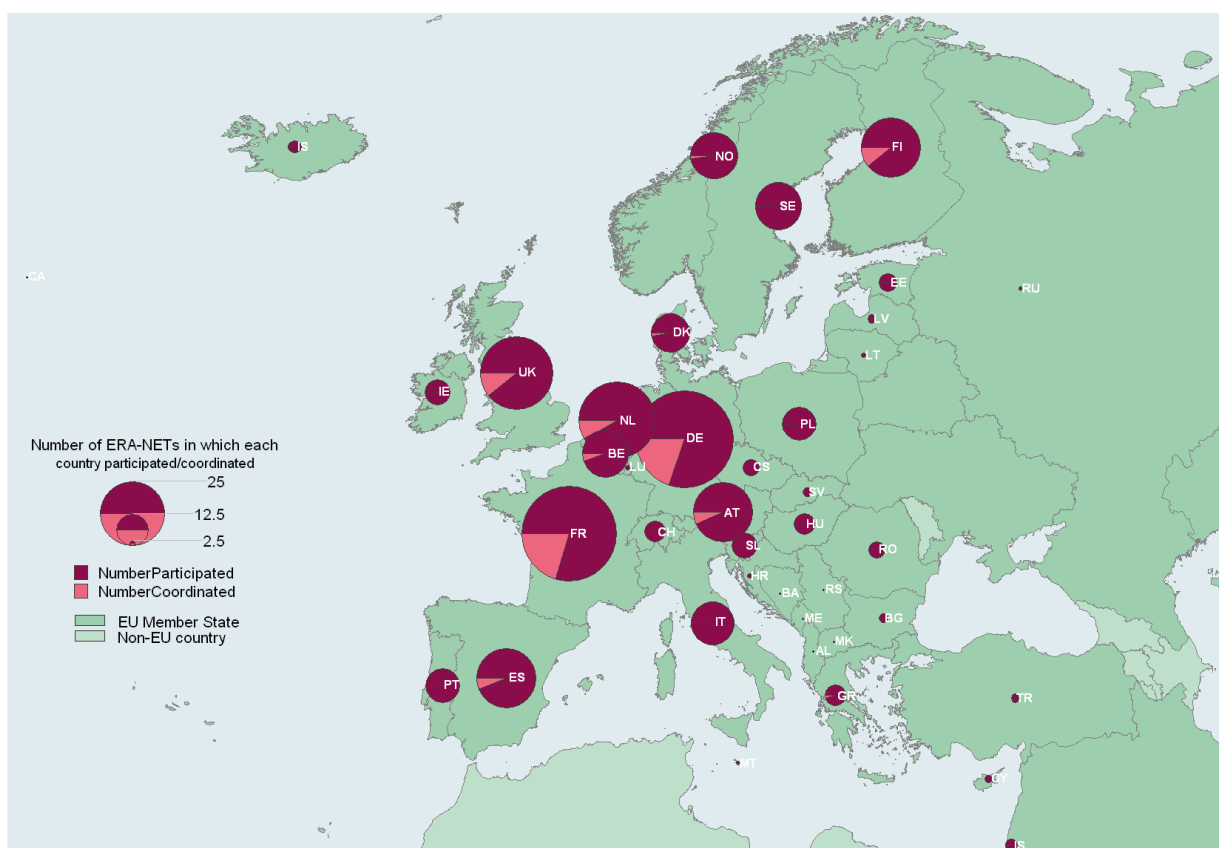 IS
NO
FI
SE
CA
EE
RU
LV
DK
LT
UK
IE
NL
PL
DE
Number of ERA-NETs in which each
country participated/coordinated
BE
LU
CS
25
SV
12.5
AT
HU
FR
CH
2.5
SL
RO
NumberParticipated
HR
NumberCoordinated
BA
RS
EU Member State
ME
BG
IT
Non-EU country
MK
AL
ES
PT
GR
TR
MT
CY
IS